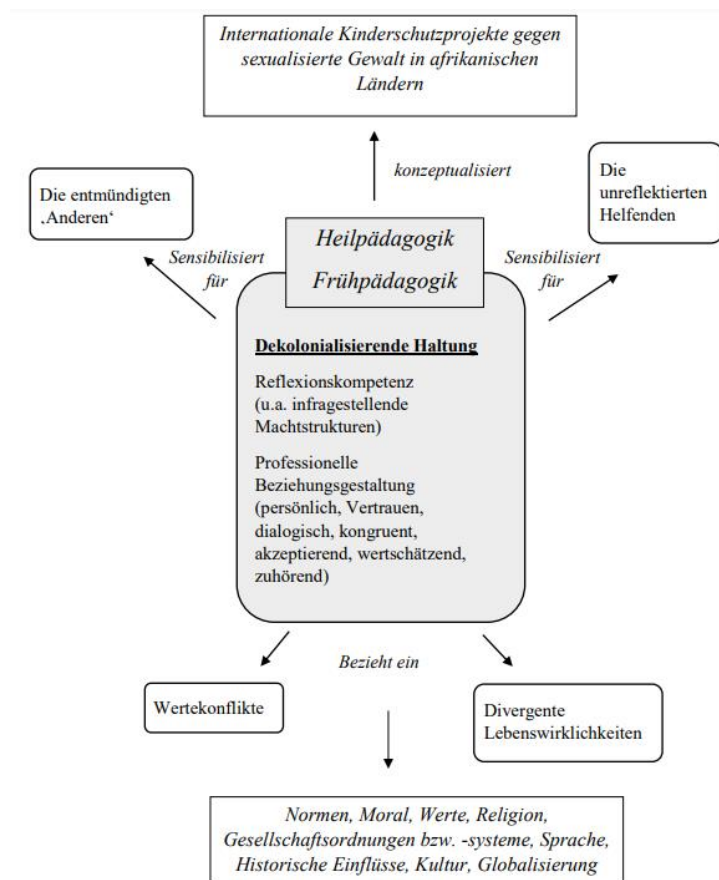 Internationale Kinderschutzprojekte gegen
sexualisierte Gewalt in afrikanischen
Ländern
konzeptualisiert
Die entmündigten
‚Anderen‘
Die
unreflektierten
Helfenden
Sensibilisiert
für
Heilpädagogik
Frühpädagogik
Sensibilisiert
für
Dekolonialisierende Haltung
Reflexionskompetenz
(u.a. infragestellende
Machtstrukturen)
Professionelle
Beziehungsgestaltung
(persönlich, Vertrauen,
dialogisch, kongruent,
akzeptierend, wertschätzend,
zuhörend)
Bezieht ein
Wertekonflikte
Divergente
Lebenswirklichkeiten
Normen, Moral, Werte, Religion,
Gesellschaftsordnungen bzw. -systeme, Sprache,
Historische Einflüsse, Kultur, Globalisierung